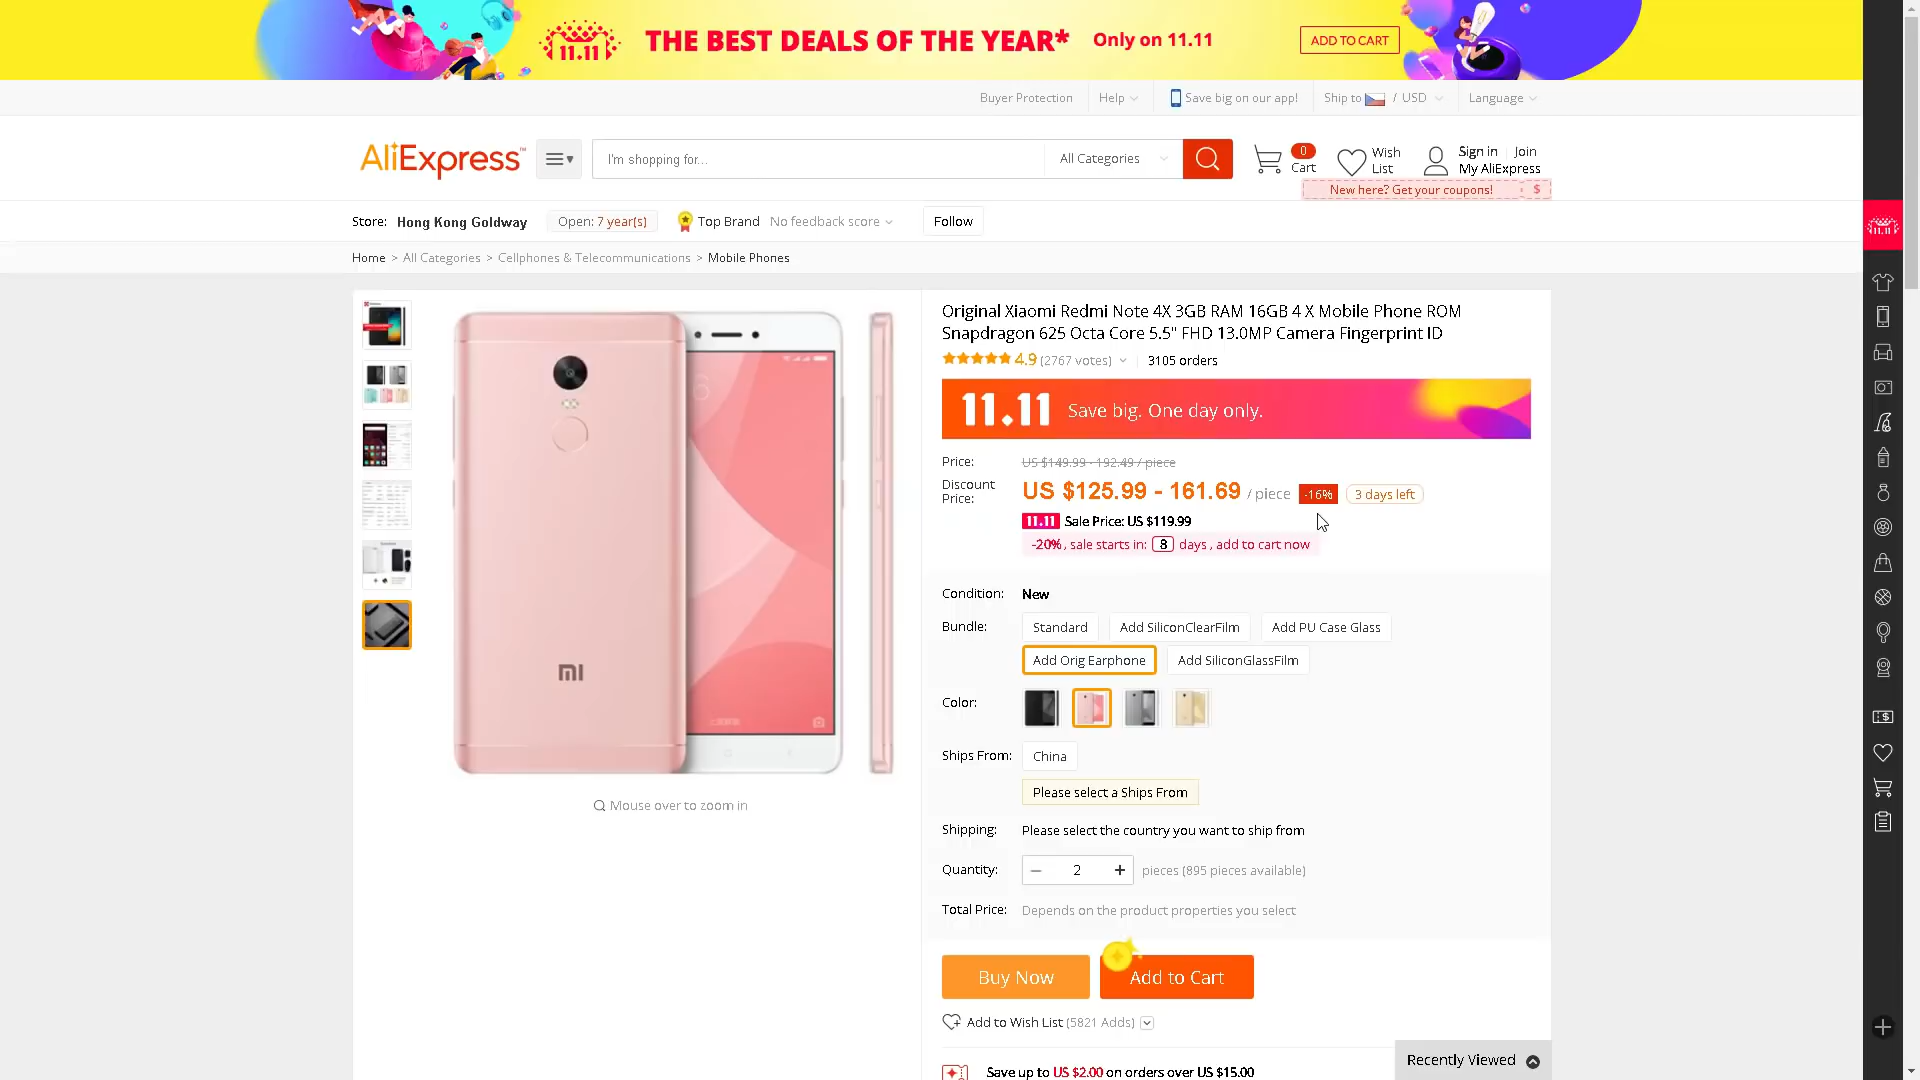 11.11 THE BEST DEALS OF THE YEAR* Only on 11.11 ADD TO CART
Buyer Protection Help Save big on our app! Ship to / USD Language
AliExpress™ I'm shopping for... All Categories 0 Cart Wish List Sign in Join My AliExpress
New here? Get your coupons! $
Store: Hong Kong Goldway Open: 7 year(s) Top Brand No feedback score Follow
11.11
Home > All Categories > Cellphones & Telecommunications > Mobile Phones
Original Xiaomi Redmi Note 4X 3GB RAM 16GB 4 X Mobile Phone ROM
Snapdragon 625 Octa Core 5.5" FHD 13.0MP Camera Fingerprint ID
4.9 (2767 votes) 3105 orders
11.11 Save big. One day only.
Price: US $149.99 - 192.49 / piece
Discount Price: US $125.99 - 161.69 / piece -16% 3 days left
11.11 Sale Price: US $119.99
-20% , sale starts in: 8 days , add to cart now
Condition: New
Bundle: Standard Add SiliconClearFilm Add PU Case Glass
Add Orig Earphone Add SiliconGlassFilm
Color:
Ships From: China
Please select a Ships From
Shipping: Please select the country you want to ship from
Quantity: − 2 + pieces (895 pieces available)
Total Price: Depends on the product properties you select
Buy Now Add to Cart
Add to Wish List (5821 Adds)
Save up to US $2.00 on orders over US $15.00
Recently Viewed
MI
Mouse over to zoom in